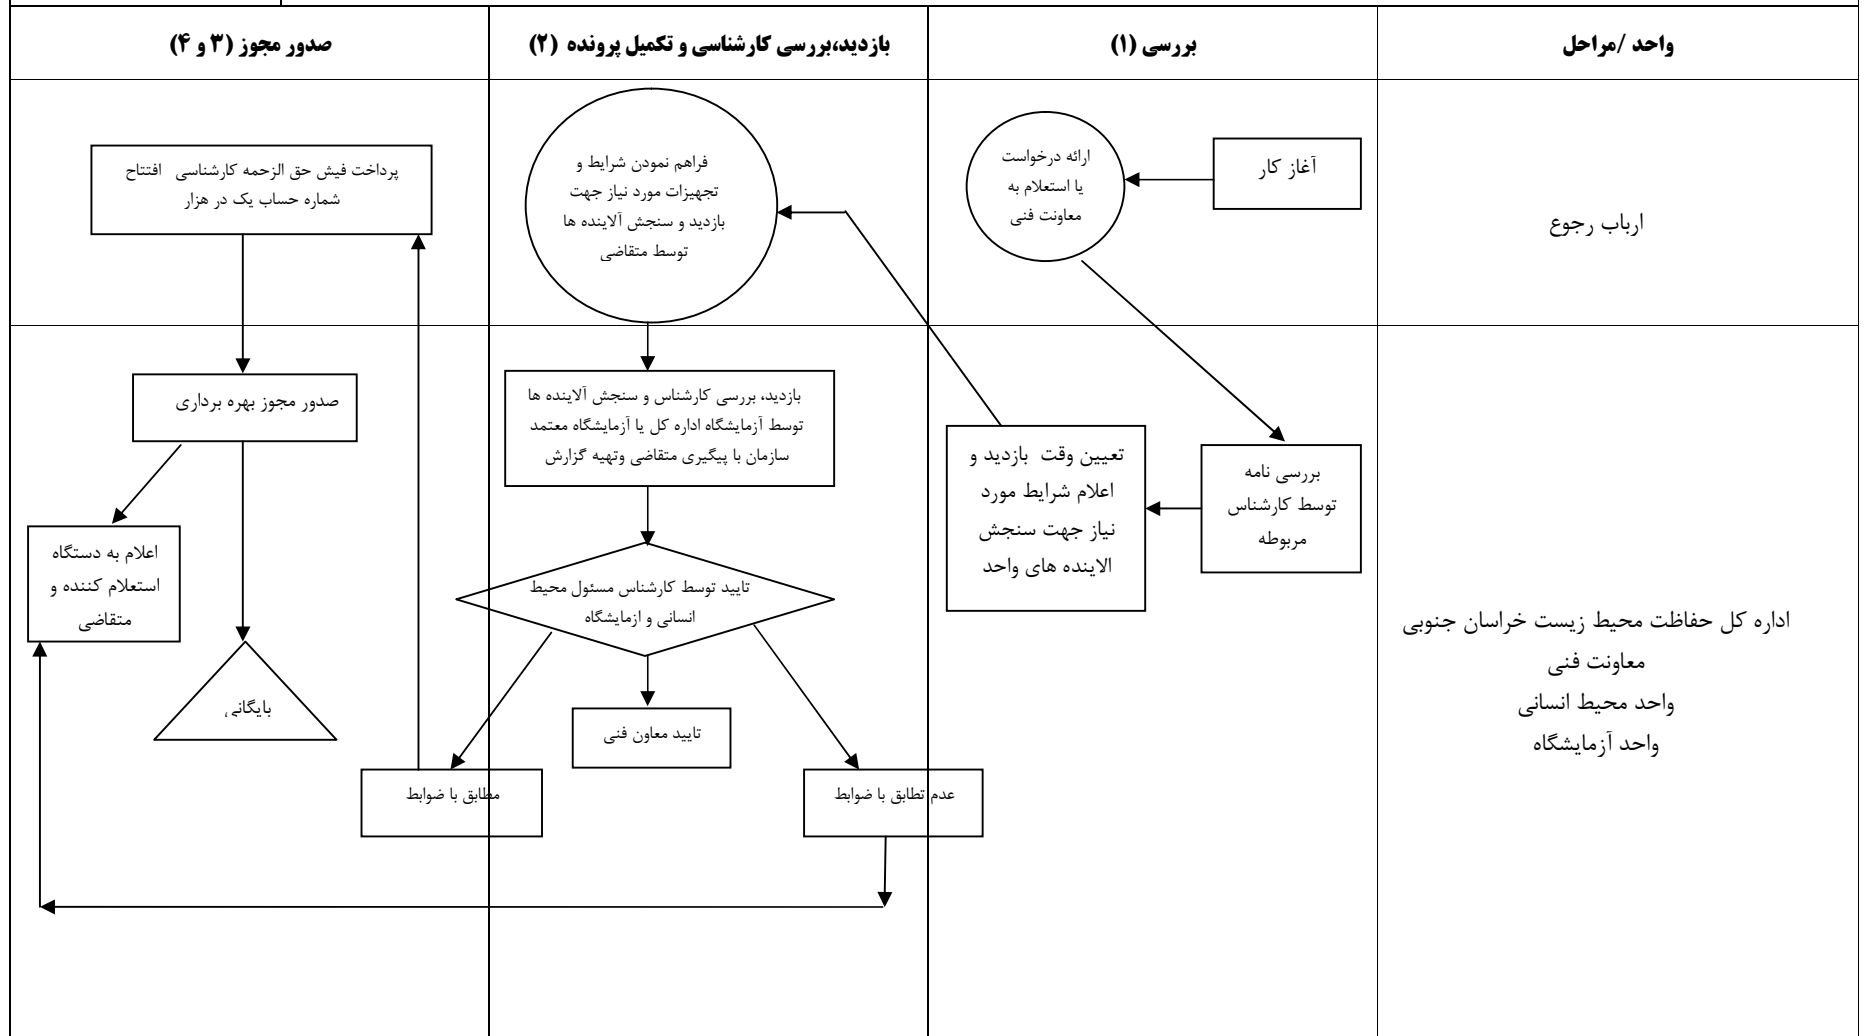 واحد /مراحل
بررسی (۱)
بازدید،بررسی کارشناسی و تکمیل پرونده (۲)
صدور مجوز (۳ و ۴)
ارباب رجوع
آغاز کار
ارائه درخواست
یا استعلام به
معاونت فنی
فراهم نمودن شرایط و
تجهیزات مورد نیاز جهت
بازدید و سنجش آلاینده ها
توسط متقاضی
پرداخت فیش حق الزحمه کارشناسی افتتاح
شماره حساب یک در هزار
اداره کل حفاظت محیط زیست خراسان جنوبی
معاونت فنی
واحد محیط انسانی
واحد آزمایشگاه
بررسی نامه
توسط کارشناس
مربوطه
تعیین وقت بازدید و
اعلام شرایط مورد
نیاز جهت سنجش
الاینده های واحد
بازدید، بررسی کارشناس و سنجش آلاینده ها
توسط آزمایشگاه اداره کل یا آزمایشگاه معتمد
سازمان با پیگیری متقاضی وتهیه گزارش
تایید توسط کارشناس مسئول محیط
انسانی و ازمایشگاه
تایید معاون فنی
عدم تطابق با ضوابط
مطابق با ضوابط
صدور مجوز بهره برداری
اعلام به دستگاه
استعلام کننده و
متقاضی
بایگانی